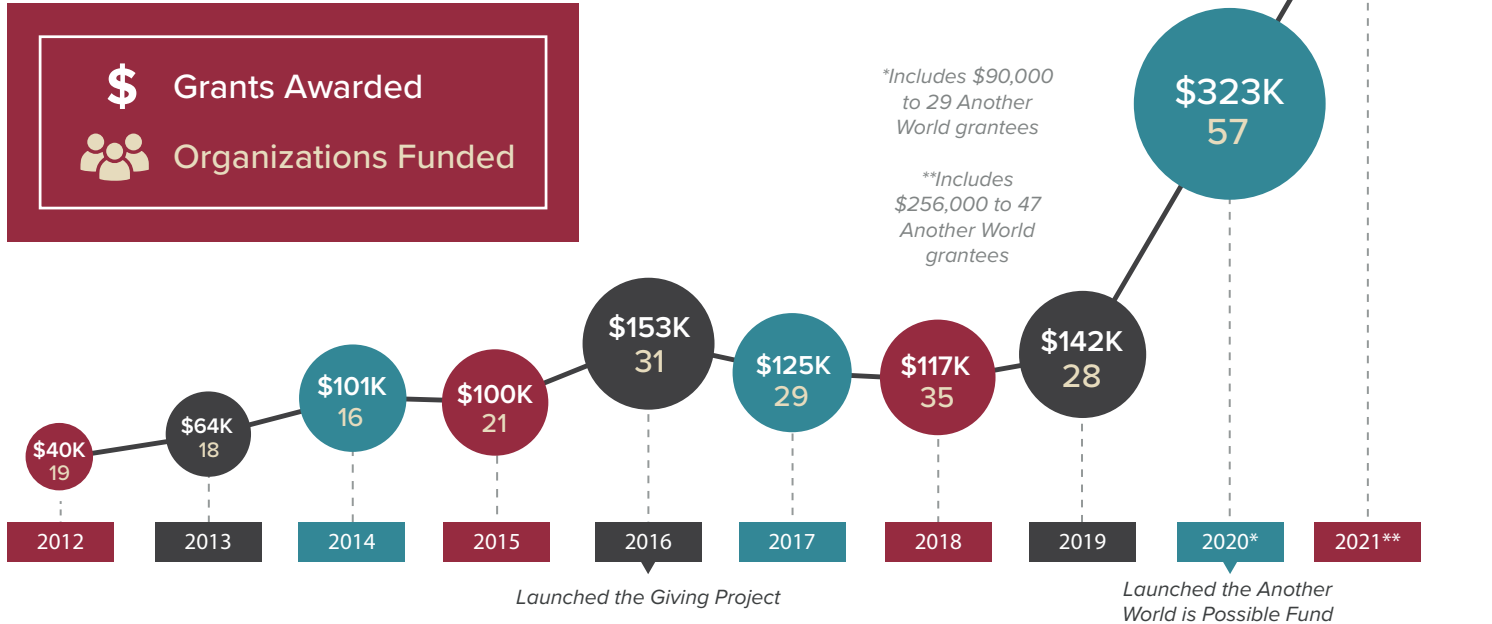 $ Grants Awarded
Organizations Funded
*Includes $90,000
to 29 Another
World grantees
**Includes
$256,000 to 47
Another World
grantees
$323K
57
$40K
19
$64K
18
$101K
16
$100K
21
$153K
31
$125K
29
$117K
35
$142K
28
2012
2013
2014
2015
2016
2017
2018
2019
2020*
2021**
Launched the Giving Project
Launched the Another
World is Possible Fund